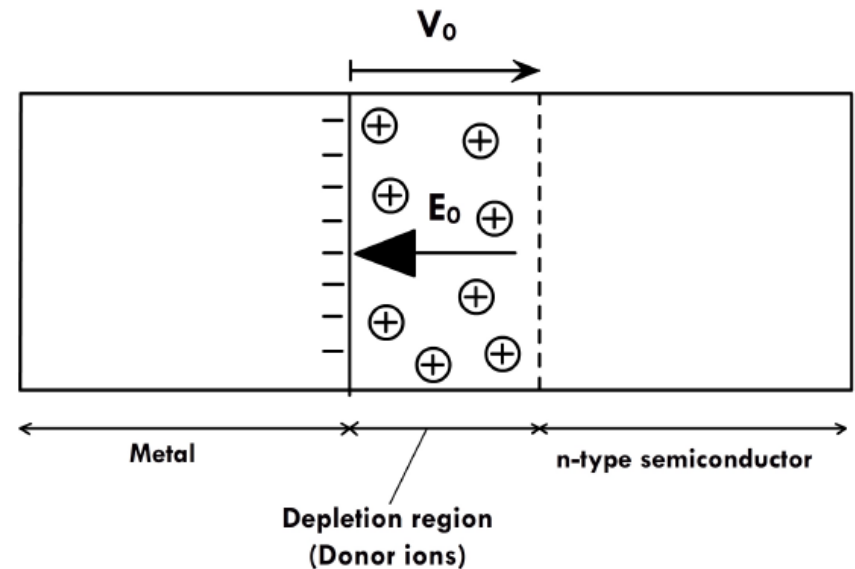 V₀
E₀
Metal
n-type semiconductor
Depletion region
(Donor ions)